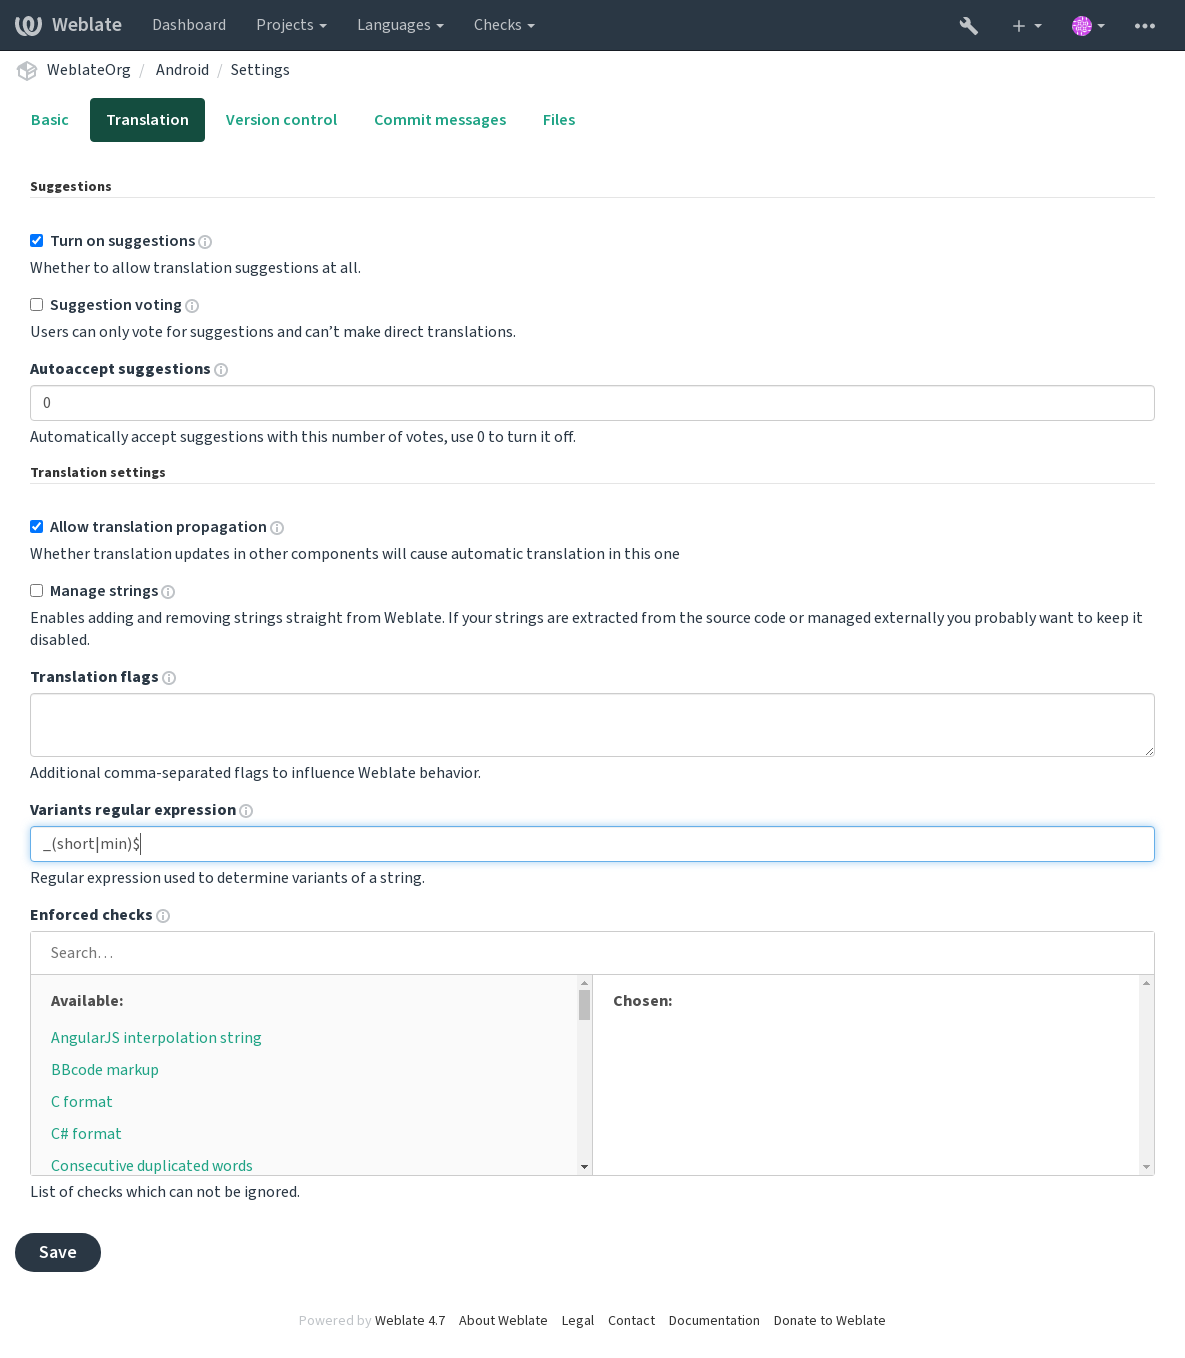 Weblate Dashboard Projects Languages Checks
WeblateOrg / Android / Settings
Basic Translation Version control Commit messages Files
Suggestions
Turn on suggestions
Whether to allow translation suggestions at all.
Suggestion voting
Users can only vote for suggestions and can’t make direct translations.
Autoaccept suggestions
0
Automatically accept suggestions with this number of votes, use 0 to turn it off.
Translation settings
Allow translation propagation
Whether translation updates in other components will cause automatic translation in this one
Manage strings
Enables adding and removing strings straight from Weblate. If your strings are extracted from the source code or managed externally you probably want to keep it
disabled.
Translation flags
Additional comma-separated flags to influence Weblate behavior.
Variants regular expression
_(short|min)$
Regular expression used to determine variants of a string.
Enforced checks
Search…
Available: Chosen:
AngularJS interpolation string
BBcode markup
C format
C# format
Consecutive duplicated words
List of checks which can not be ignored.
Save
Powered by Weblate 4.7 About Weblate Legal Contact Documentation Donate to Weblate